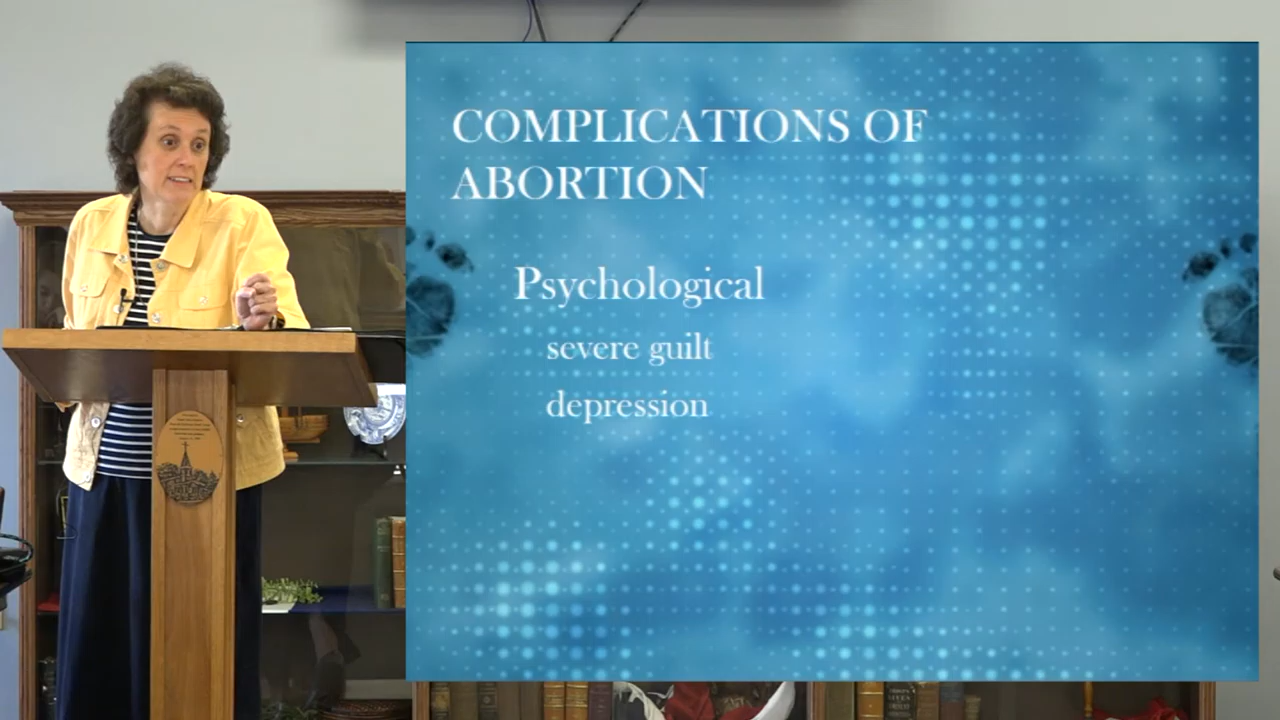 COMPLICATIONS OF
ABORTION
Psychological
severe guilt
depression